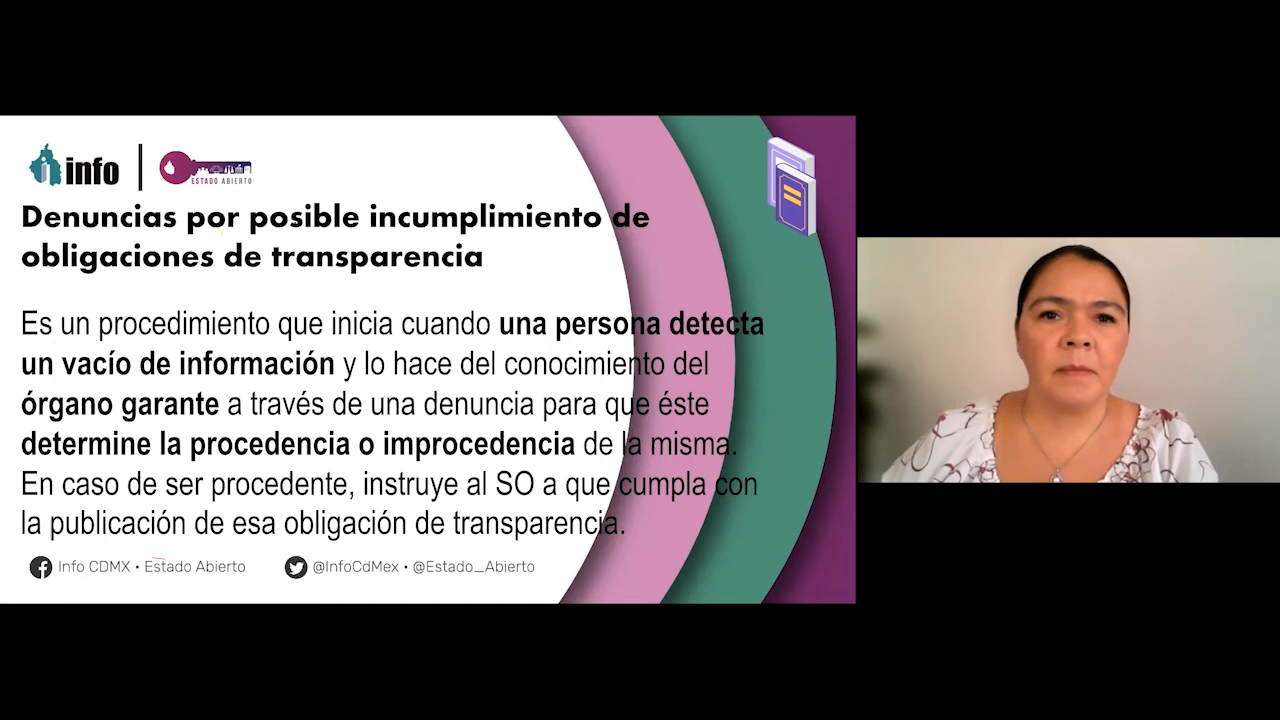 info
ESTADO ABIERTO
Denuncias por posible incumplimiento de
obligaciones de transparencia
Es un procedimiento que inicia cuando una persona detecta
un vacío de información y lo hace del conocimiento del
órgano garante a través de una denuncia para que éste
determine la procedencia o improcedencia de la misma.
En caso de ser procedente, instruye al SO a que cumpla con
la publicación de esa obligación de transparencia.
Info CDMX • Estado Abierto
@InfoCdMex • @Estado_Abierto